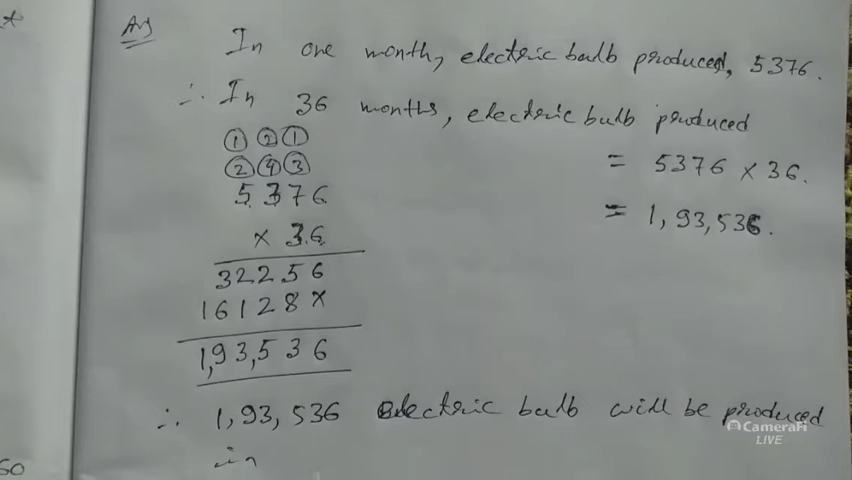 Ans
In one month, electric bulb produced, 5376.
∴ In 36 months, electric bulb produced
① ② ①
② ④ ③
= 5376 × 36.
5376
× 36
= 1,93,536.
32256
16128×
1,93,536
∴ 1,93,536 electric bulb will be produced
in
50
CameraFi
LIVE